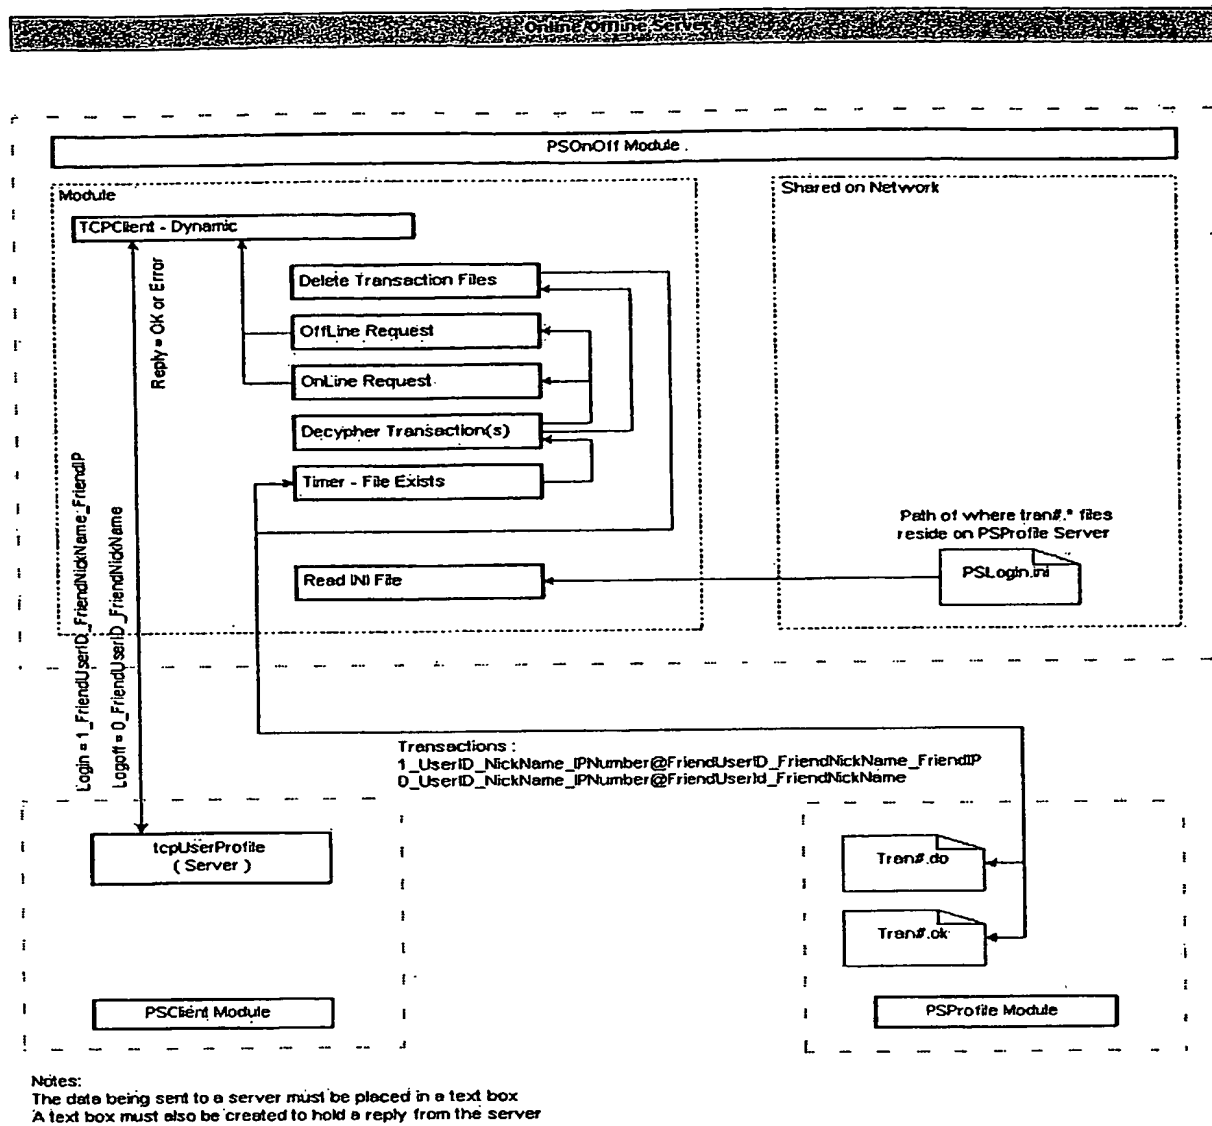 Online/Offline Server
PSOnOff Module .
Module
Shared on Network
TCPClient - Dynamic
Reply = OK or Error
Delete Transaction Files
OffLine Request
OnLine Request
Decypher Transaction(s)
Timer - File Exists
Read INI File
Path of where tran#.* files
reside on PSProfile Server
PSLogin.ini
Login = 1_FriendUserID_FriendNickName_FriendIP
Logoff = 0_FriendUserID_FriendNickName
Transactions :
1_UserID_NickName_IPNumber@FriendUserID_FriendNickName_FriendIP
0_UserID_NickName_IPNumber@FriendUserId_FriendNickName
tcpUserProfile
( Server )
PSClient Module
Tran#.do
Tran#.ok
PSProfile Module
Notes:
The data being sent to a server must be placed in a text box
A text box must also be created to hold a reply from the server